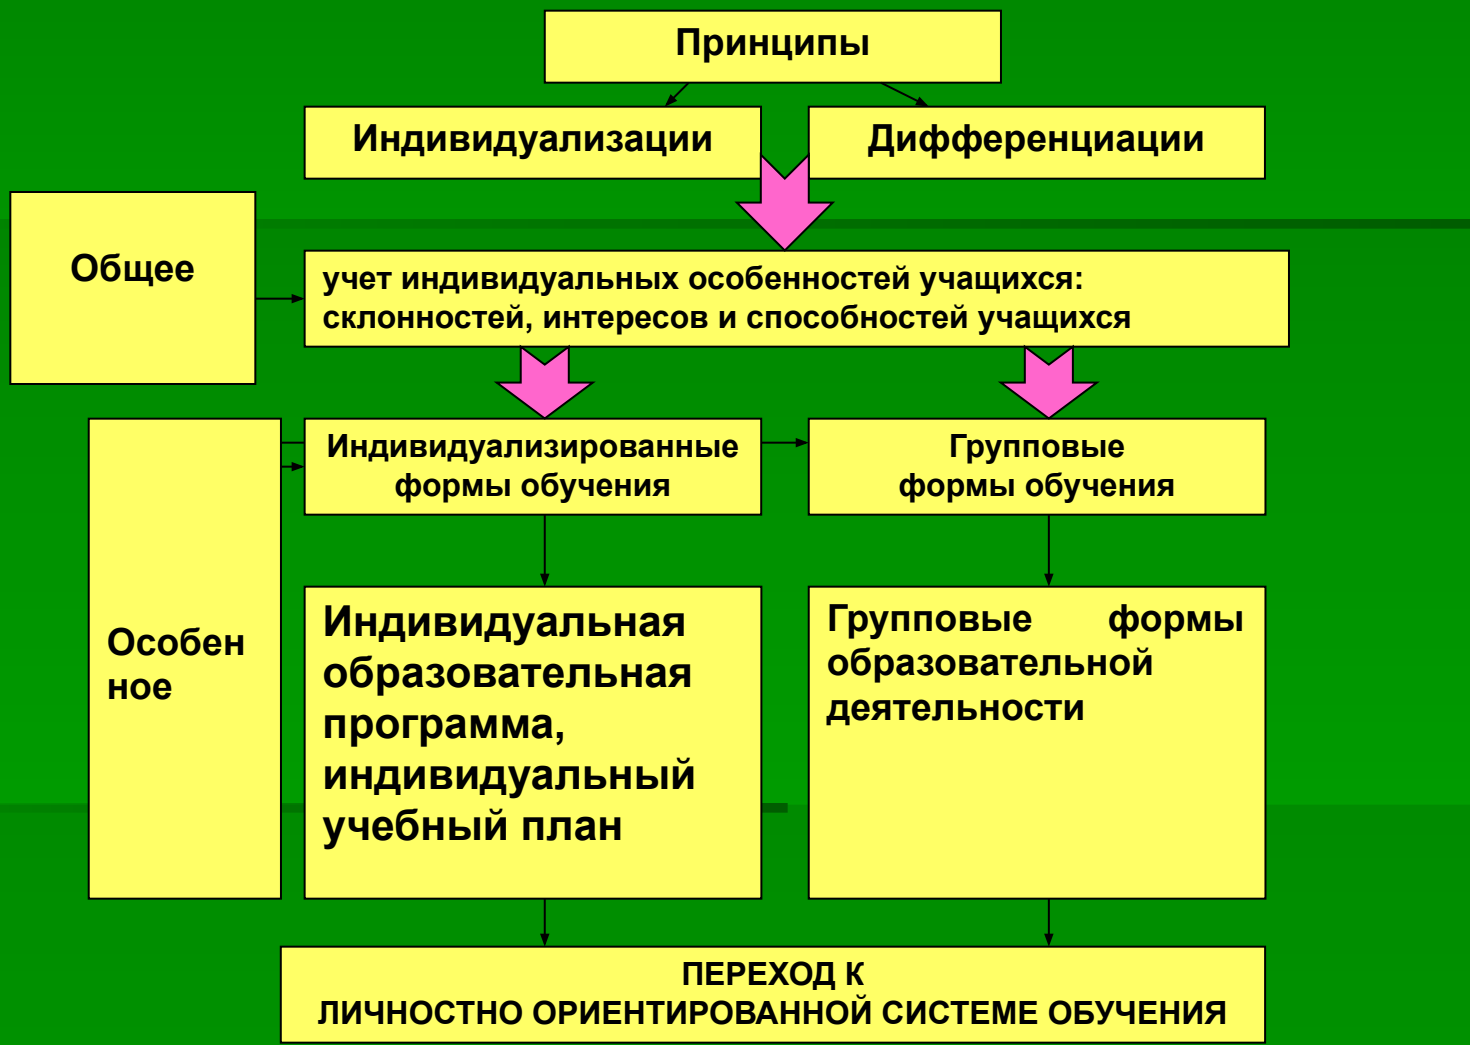 Принципы
Индивидуализации
Дифференциации
Общее
учет индивидуальных особенностей учащихся:
склонностей, интересов и способностей учащихся
Индивидуализированные
формы обучения
Групповые
формы обучения
Особен
ное
Индивидуальная
образовательная
программа,
индивидуальный
учебный план
Групповые формы
образовательной
деятельности
ПЕРЕХОД К
ЛИЧНОСТНО ОРИЕНТИРОВАННОЙ СИСТЕМЕ ОБУЧЕНИЯ